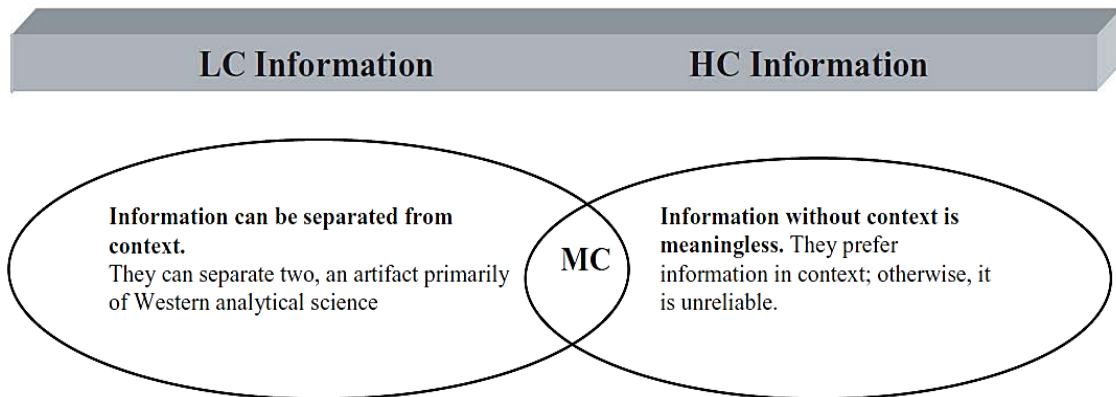 LC Information
HC Information
Information can be separated from
context.
They can separate two, an artifact primarily
of Western analytical science
MC
Information without context is
meaningless. They prefer
information in context; otherwise, it
is unreliable.